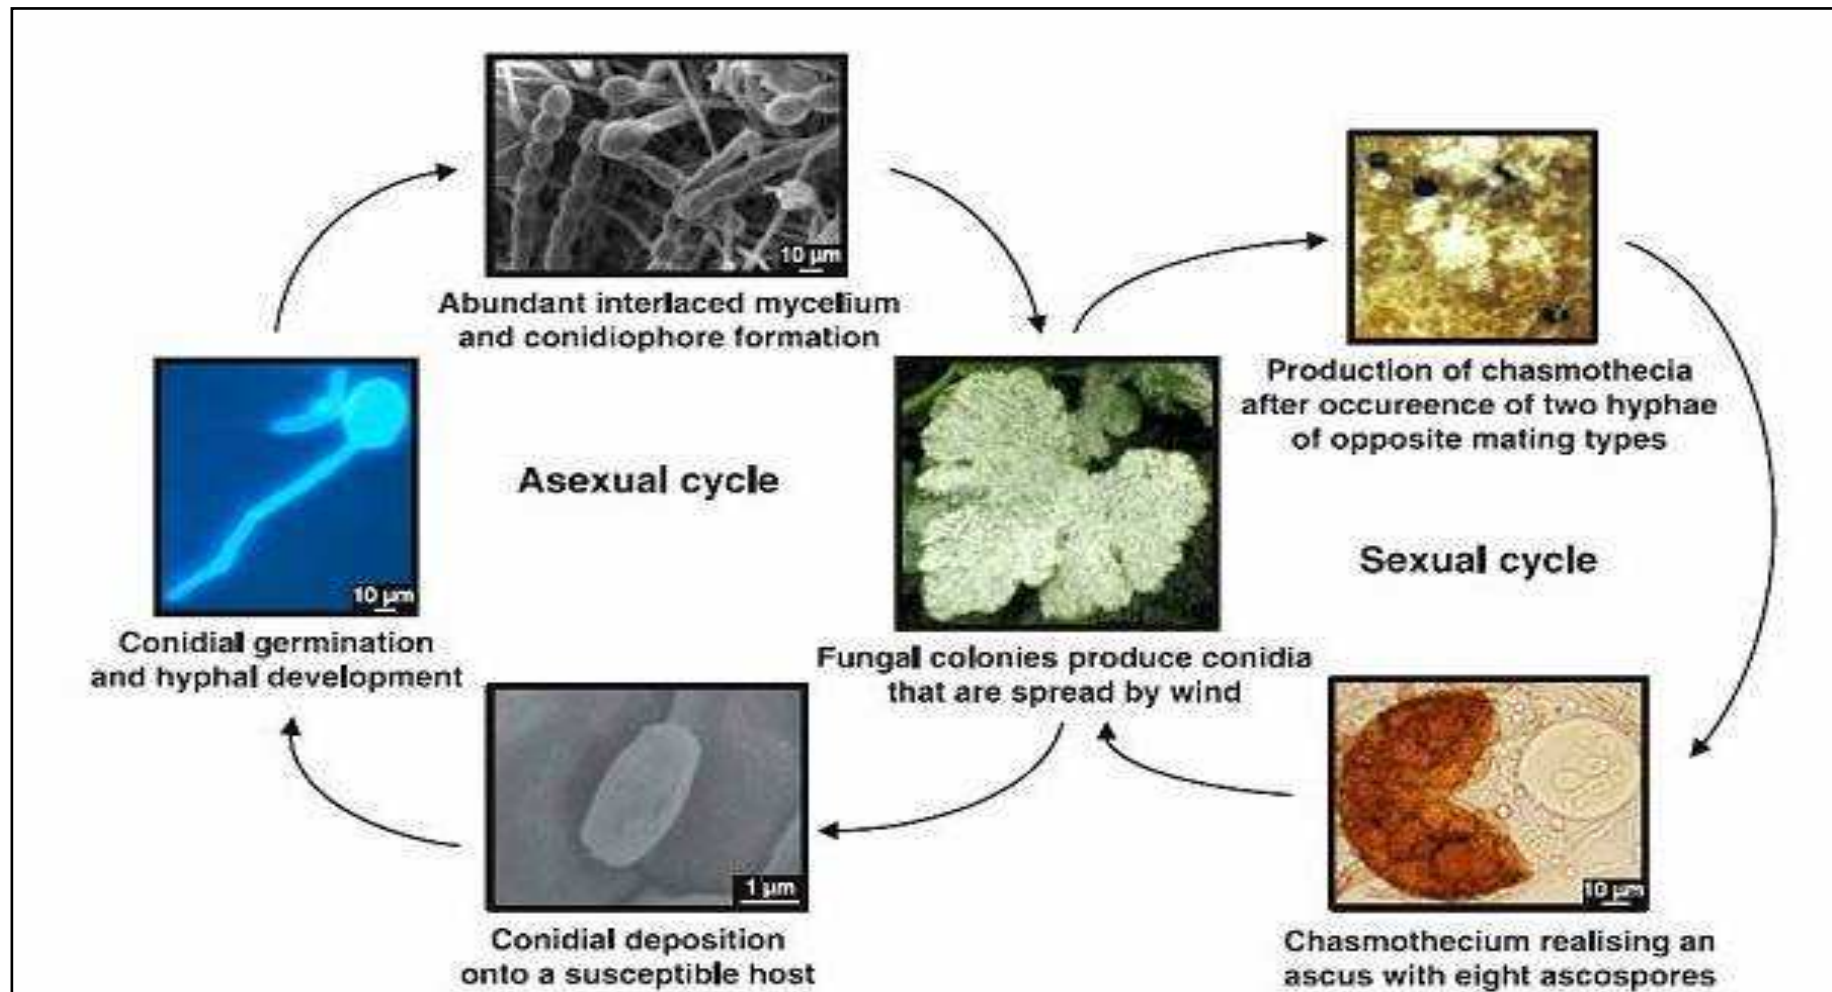 10 µm
Abundant interlaced mycelium
and conidiophore formation
10 µm
Conidial germination
and hyphal development
Asexual cycle
1 µm
Conidial deposition
onto a susceptible host
Fungal colonies produce conidia
that are spread by wind
Production of chasmothecia
after occureence of two hyphae
of opposite mating types
Sexual cycle
10 µm
Chasmothecium realising an
ascus with eight ascospores